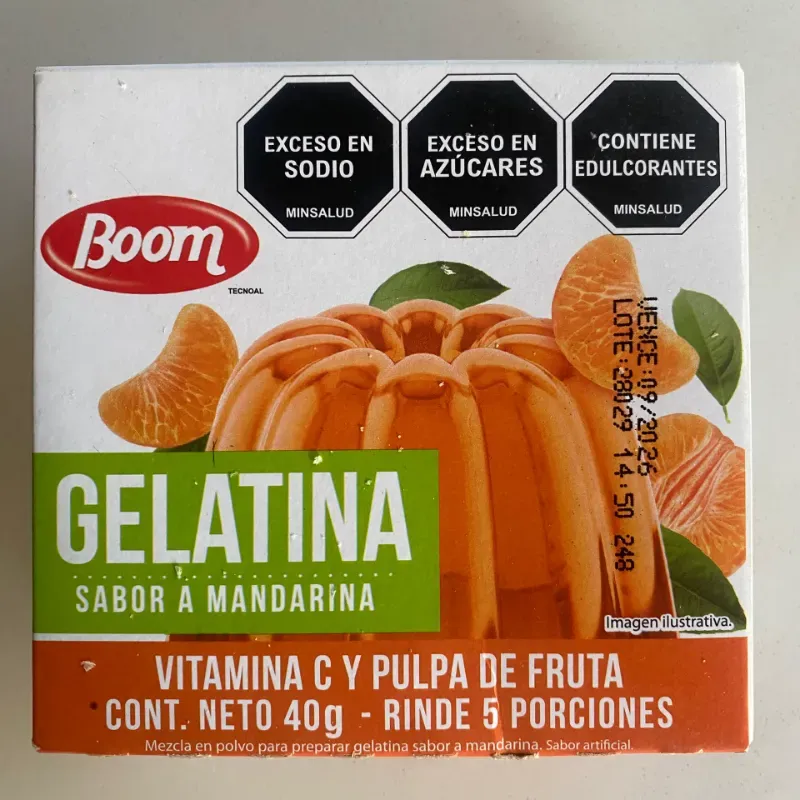 EXCESO EN
SODIO
MINSALUD
EXCESO EN
AZÚCARES
MINSALUD
CONTIENE
EDULCORANTES
MINSALUD
Boom
TECNOAL
VENCE:09/2026
LOTE:28029 14:50 248
GELATINA
SABOR A MANDARINA
Imagen ilustrativa.
VITAMINA C Y PULPA DE FRUTA
CONT. NETO 40g - RINDE 5 PORCIONES
Mezcla en polvo para preparar gelatina sabor a mandarina. Sabor artificial.